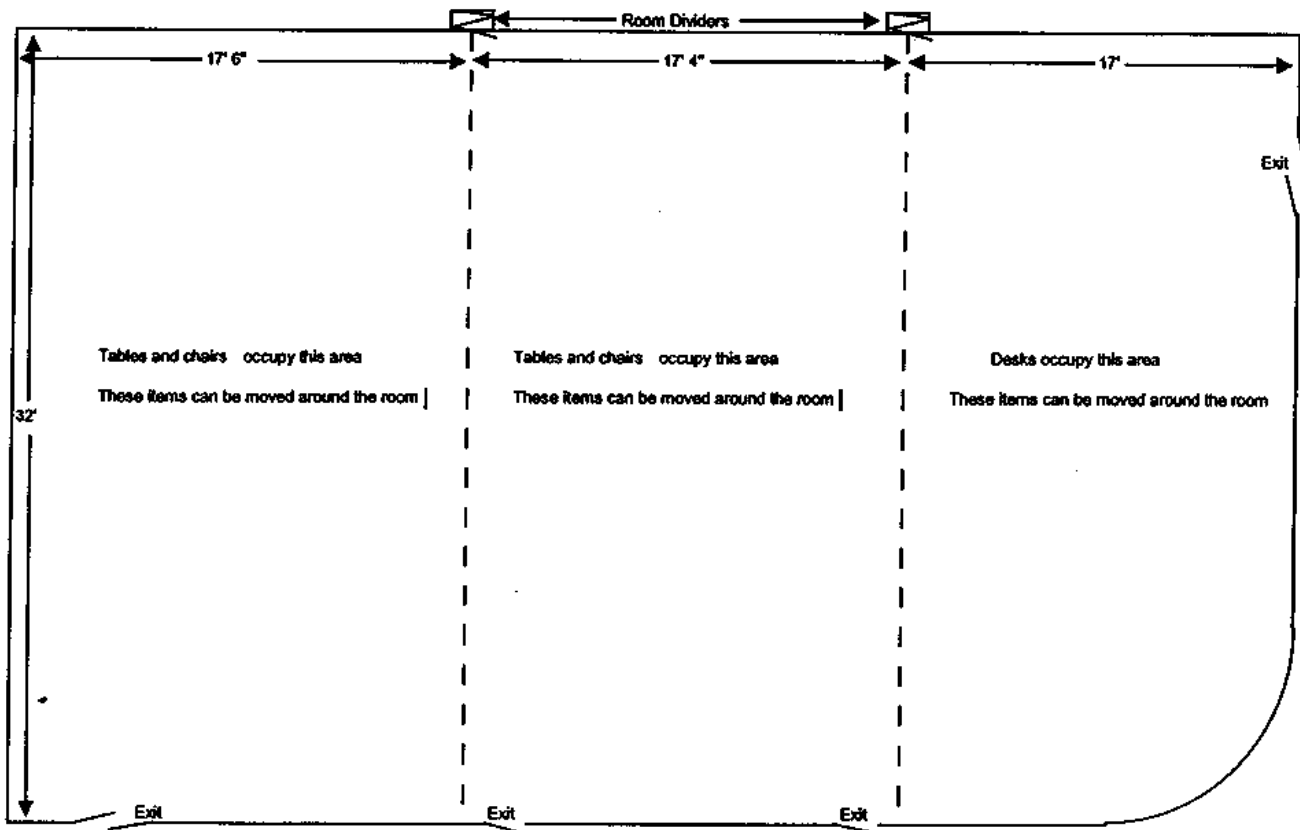 Room Dividers
17' 6"
17' 4"
17'
Exit
Tables and chairs occupy this area
These items can be moved around the room
Tables and chairs occupy this area
These items can be moved around the room
Desks occupy this area
These items can be moved around the room
32'
Exit
Exit
Exit